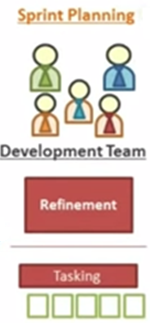 Sprint Planning
Development Team
Refinement
Tasking